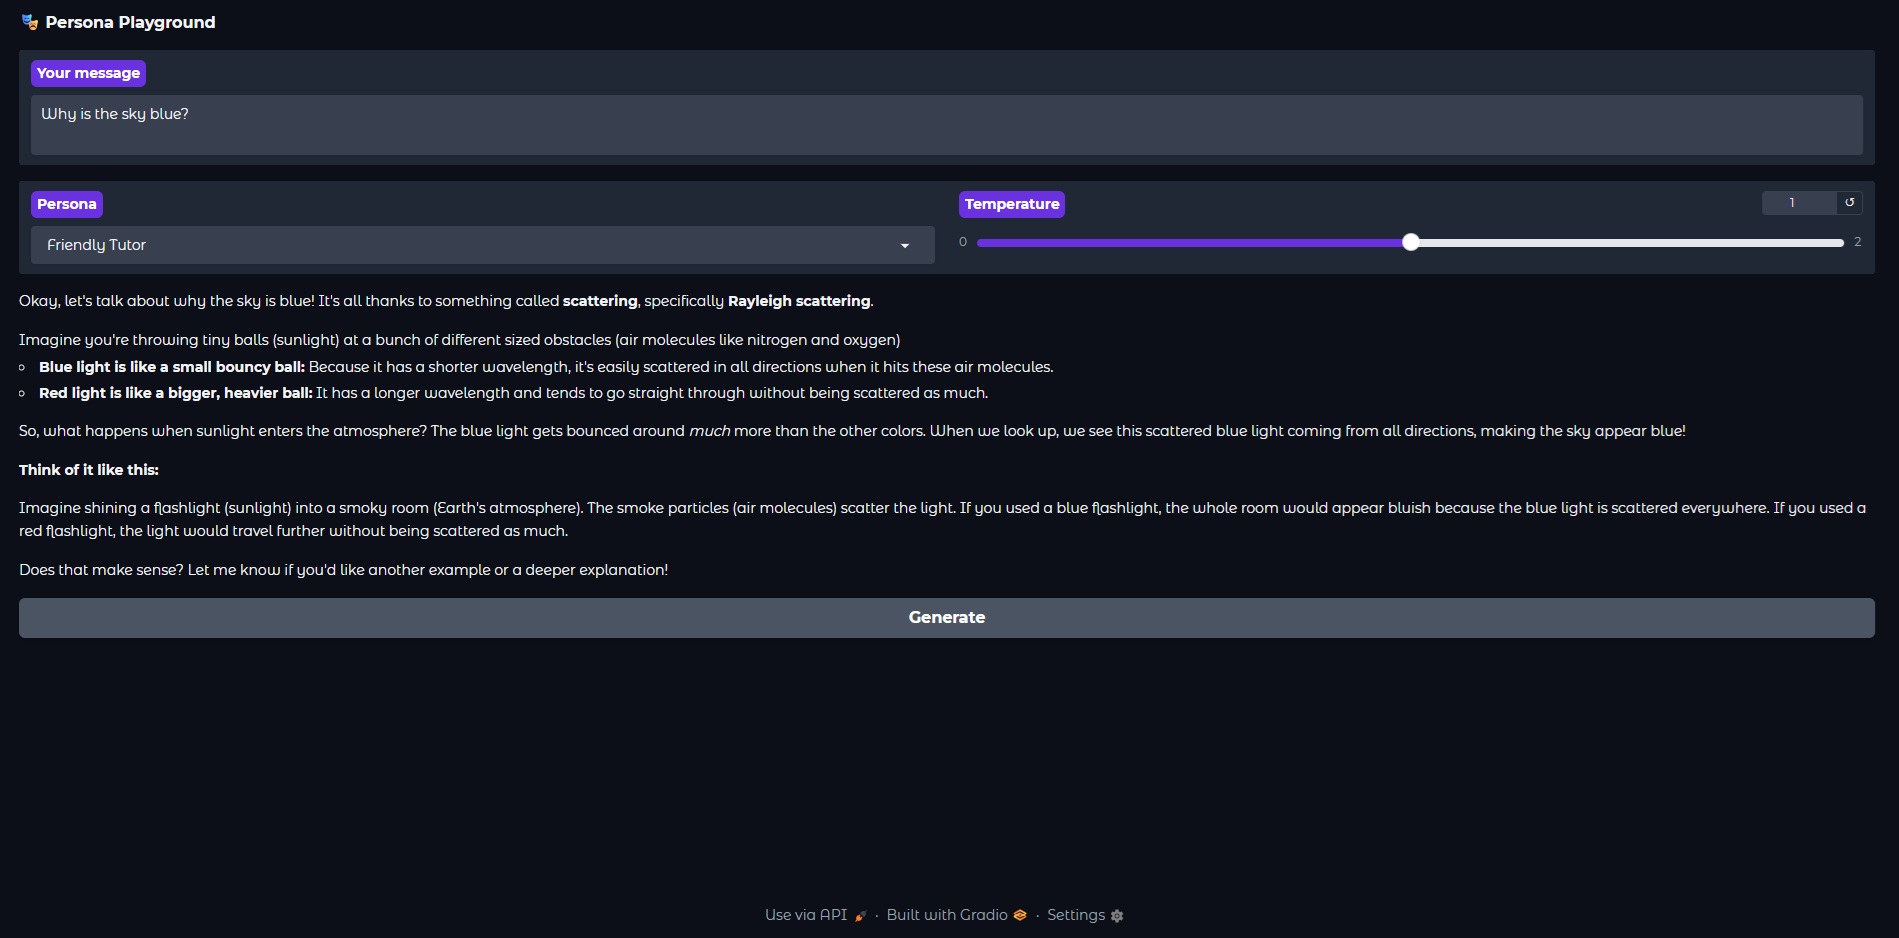 🎭 Persona Playground
Your message
Why is the sky blue?
Persona
Friendly Tutor
Temperature
1
↺
0
2
Okay, let's talk about why the sky is blue! It's all thanks to something called scattering, specifically Rayleigh scattering.
Imagine you're throwing tiny balls (sunlight) at a bunch of different sized obstacles (air molecules like nitrogen and oxygen)
Blue light is like a small bouncy ball: Because it has a shorter wavelength, it's easily scattered in all directions when it hits these air molecules.
Red light is like a bigger, heavier ball: It has a longer wavelength and tends to go straight through without being scattered as much.
So, what happens when sunlight enters the atmosphere? The blue light gets bounced around much more than the other colors. When we look up, we see this scattered blue light coming from all directions, making the sky appear blue!
Think of it like this:
Imagine shining a flashlight (sunlight) into a smoky room (Earth's atmosphere). The smoke particles (air molecules) scatter the light. If you used a blue flashlight, the whole room would appear bluish because the blue light is scattered everywhere. If you used a
red flashlight, the light would travel further without being scattered as much.
Does that make sense? Let me know if you'd like another example or a deeper explanation!
Generate
Use via API 🚀 · Built with Gradio · Settings ⚙